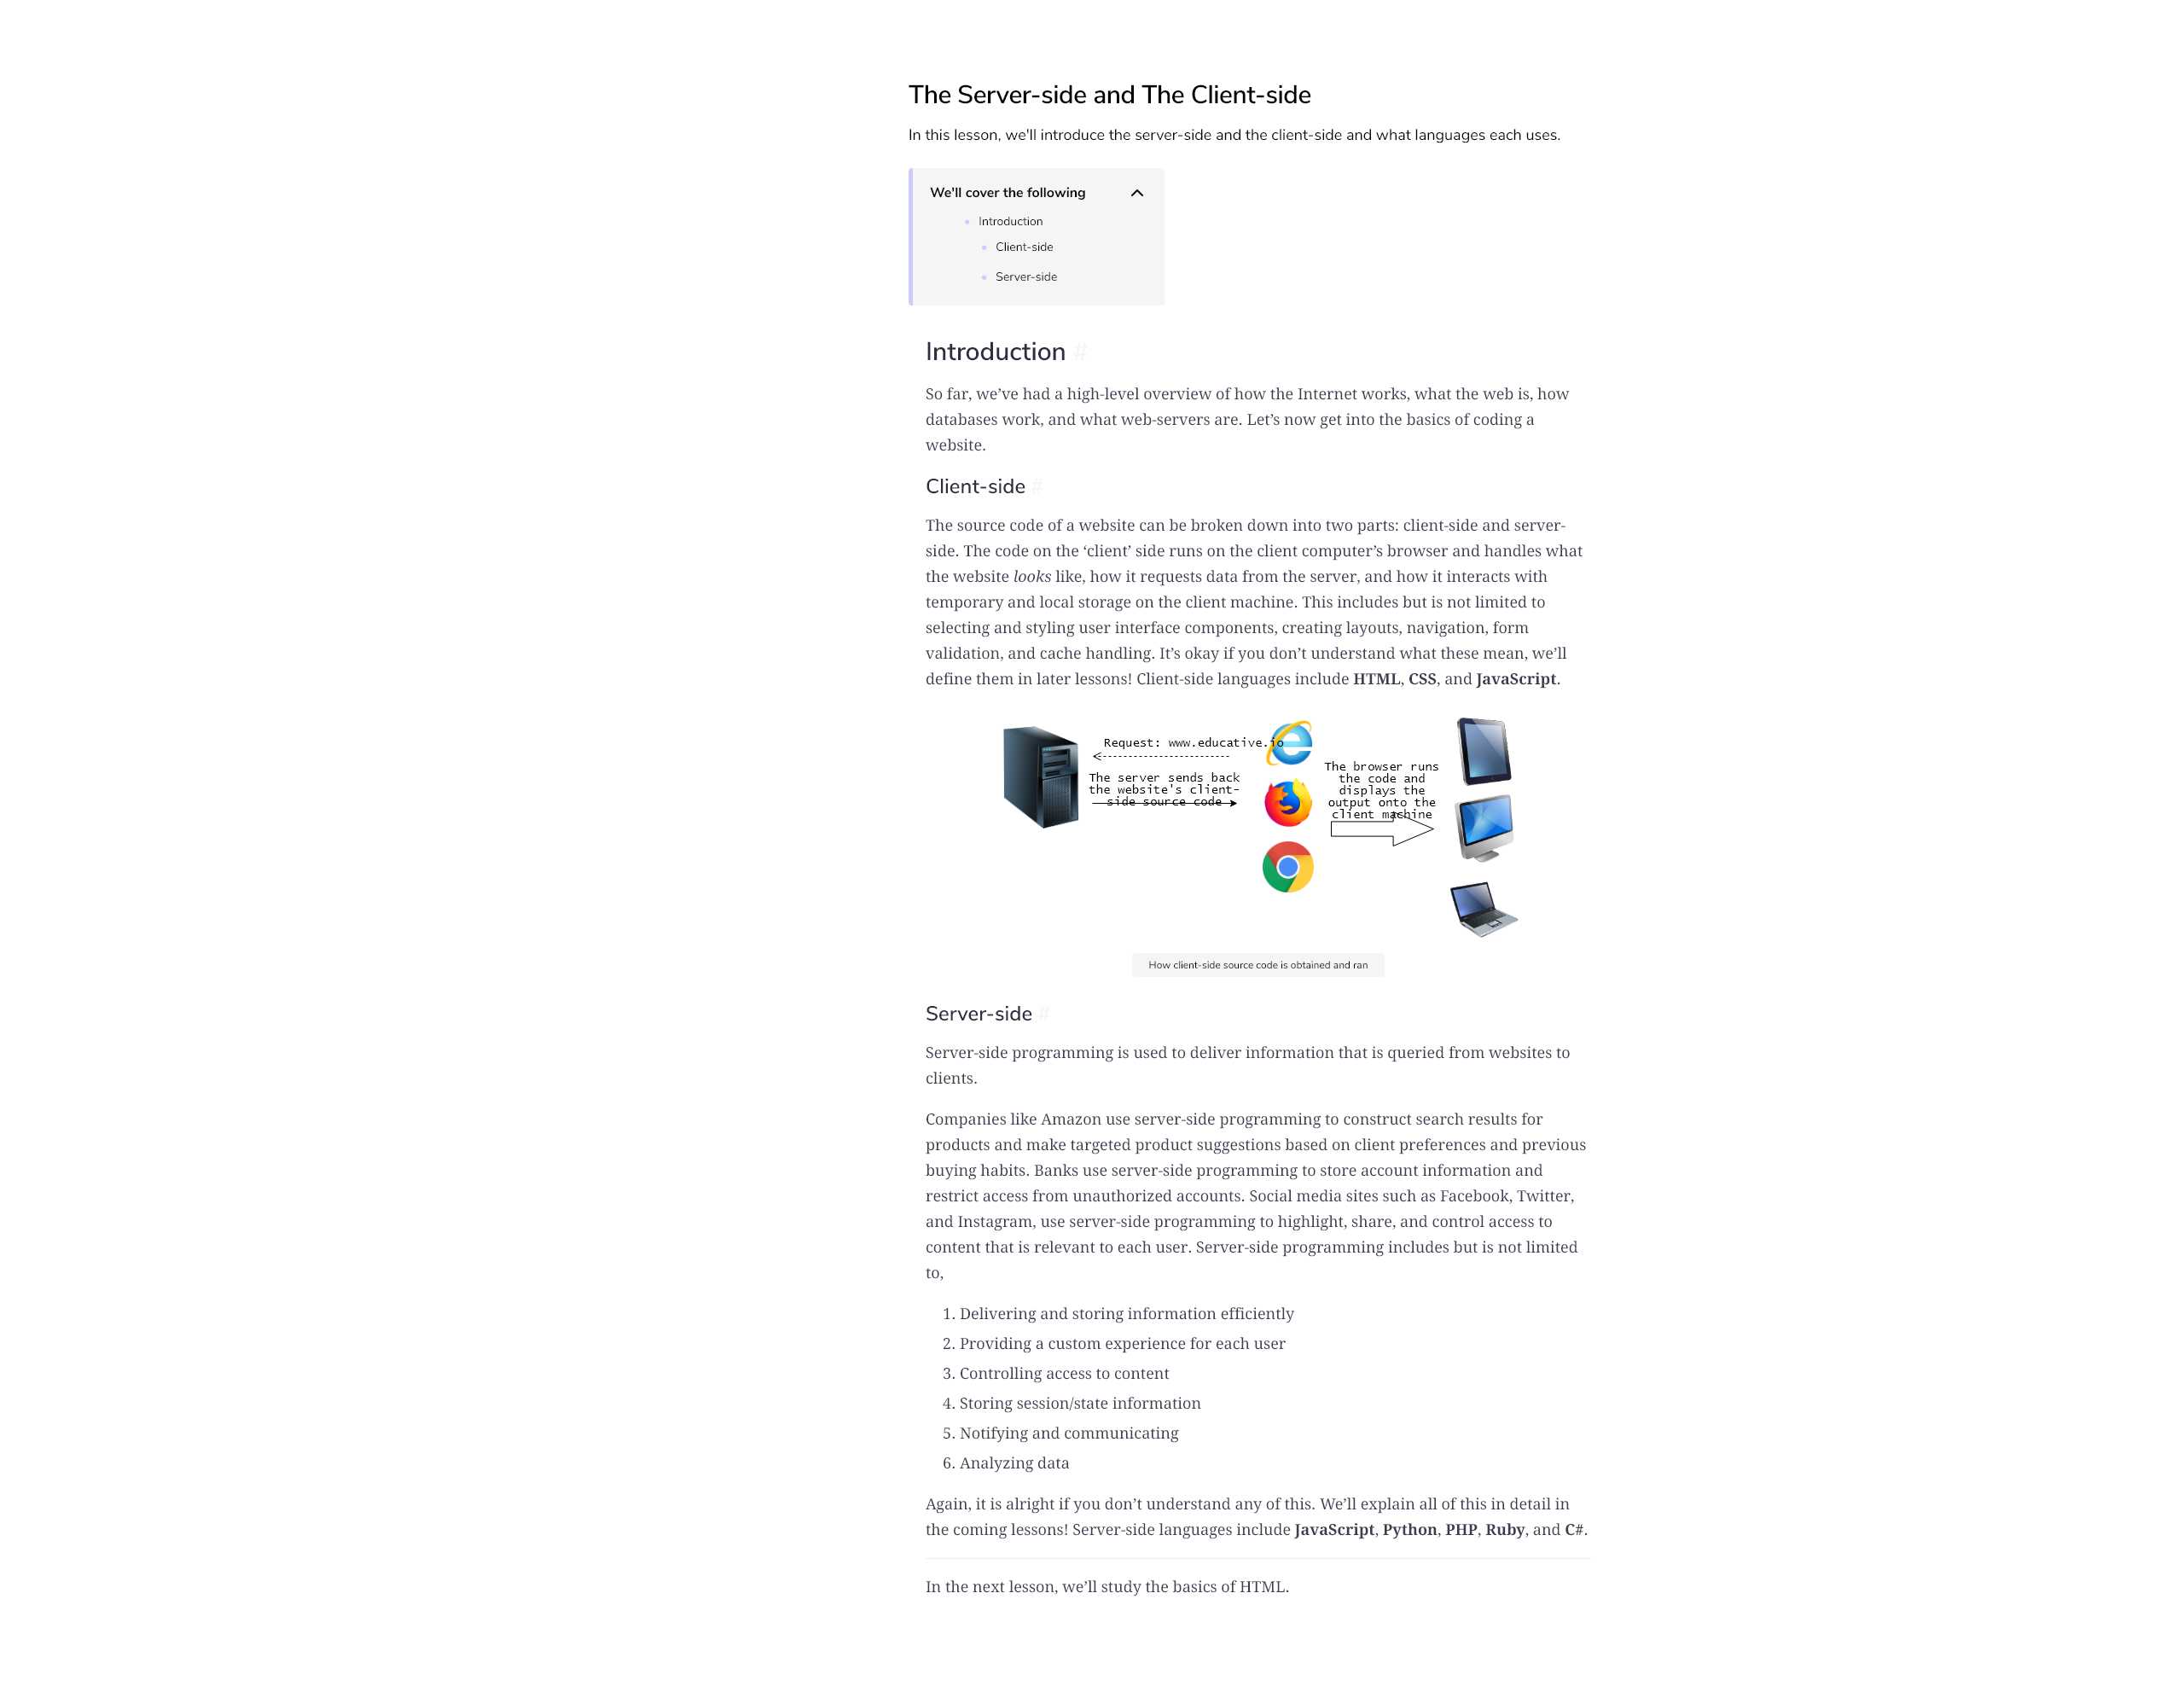 The Server-side and The Client-side
In this lesson, we'll introduce the server-side and the client-side and what languages each uses.
We'll cover the following
Introduction
Client-side
Server-side
Introduction #
So far, we’ve had a high-level overview of how the Internet works, what the web is, how
databases work, and what web-servers are. Let’s now get into the basics of coding a
website.
Client-side #
The source code of a website can be broken down into two parts: client-side and server-
side. The code on the ‘client’ side runs on the client computer’s browser and handles what
the website looks like, how it requests data from the server, and how it interacts with
temporary and local storage on the client machine. This includes but is not limited to
selecting and styling user interface components, creating layouts, navigation, form
validation, and cache handling. It’s okay if you don’t understand what these mean, we’ll
define them in later lessons! Client-side languages include HTML, CSS, and JavaScript.
Request: www.educative.io
The server sends back
the website's client-
side source code
The browser runs
the code and
displays the
output onto the
client machine
How client-side source code is obtained and ran
Server-side #
Server-side programming is used to deliver information that is queried from websites to
clients.
Companies like Amazon use server-side programming to construct search results for
products and make targeted product suggestions based on client preferences and previous
buying habits. Banks use server-side programming to store account information and
restrict access from unauthorized accounts. Social media sites such as Facebook, Twitter,
and Instagram, use server-side programming to highlight, share, and control access to
content that is relevant to each user. Server-side programming includes but is not limited
to,
1. Delivering and storing information efficiently
2. Providing a custom experience for each user
3. Controlling access to content
4. Storing session/state information
5. Notifying and communicating
6. Analyzing data
Again, it is alright if you don’t understand any of this. We’ll explain all of this in detail in
the coming lessons! Server-side languages include JavaScript, Python, PHP, Ruby, and C#.
In the next lesson, we’ll study the basics of HTML.